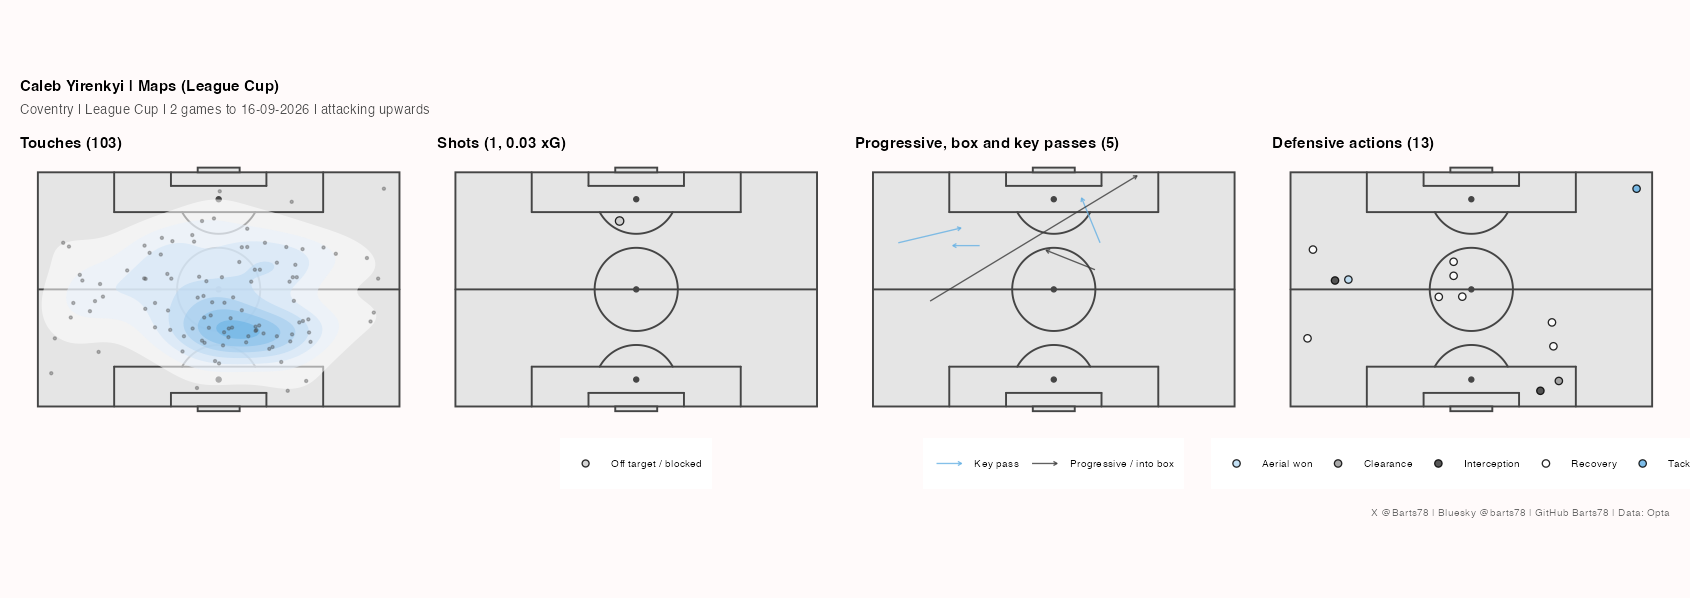 Caleb Yirenkyi | Maps (League Cup)
Coventry | League Cup | 2 games to 16-09-2026 | attacking upwards
Touches (103)
Shots (1, 0.03 xG)
Progressive, box and key passes (5)
Defensive actions (13)
Off target / blocked
Key pass
Progressive / into box
Aerial won
Clearance
Interception
Recovery
Tack
X @Barts78 | Bluesky @barts78 | GitHub Barts78 | Data: Opta